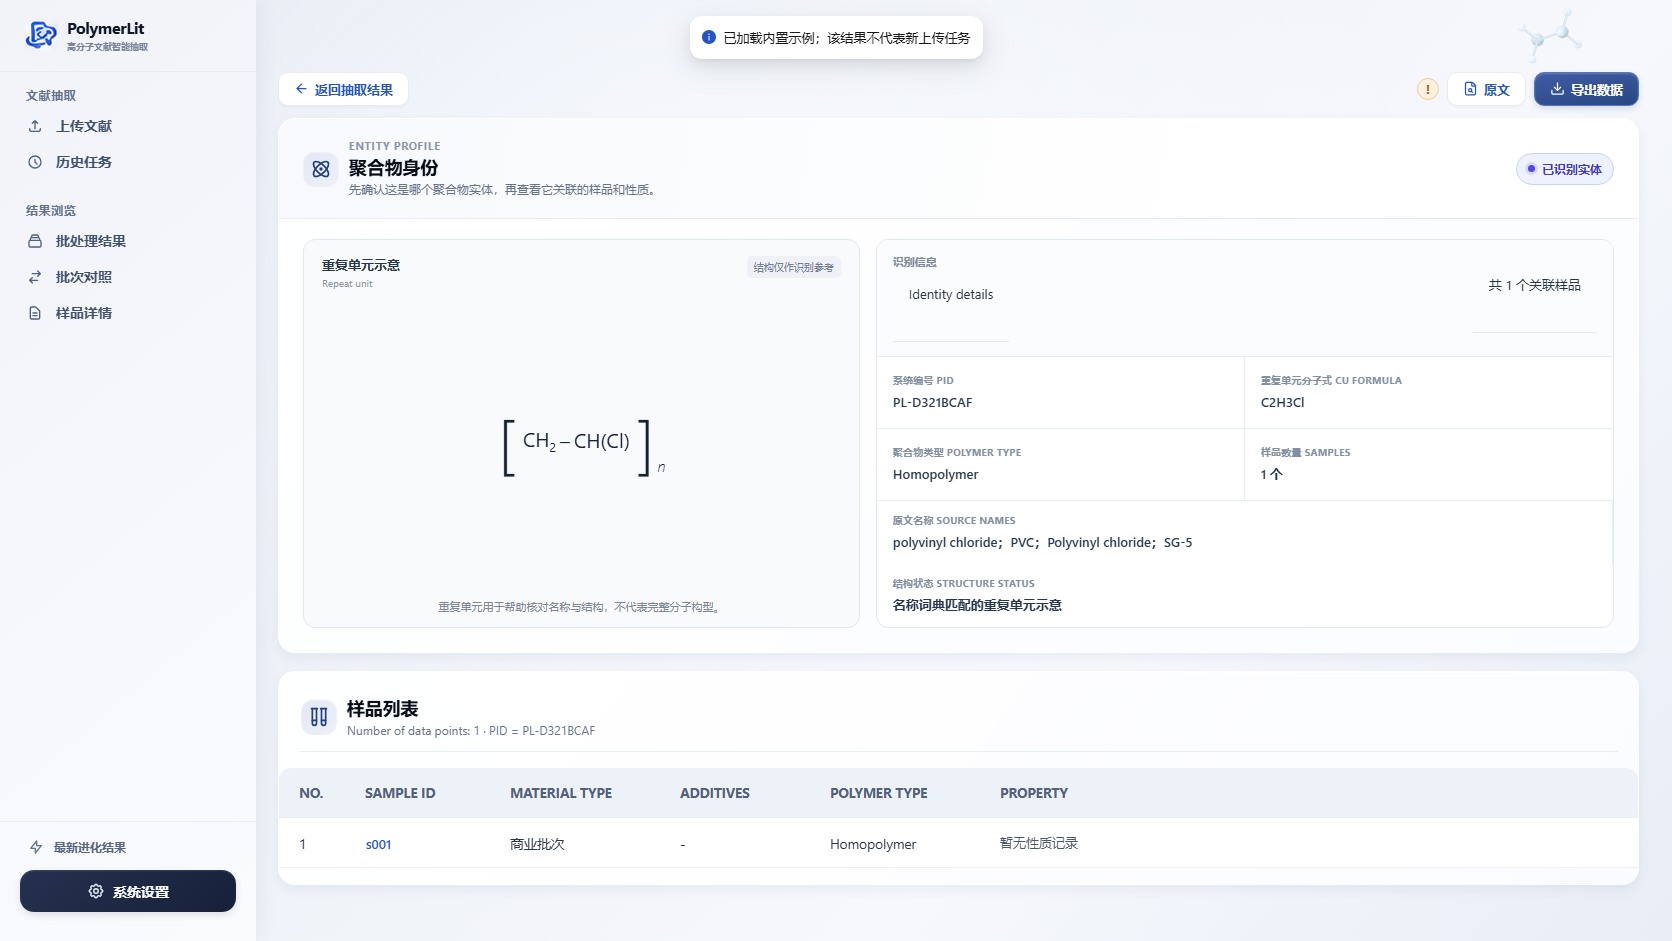 PolymerLit
高分子文献智能抽取
文献抽取
上传文献
历史任务
结果浏览
批处理结果
批次对照
样品详情
最新进化结果
系统设置
已加载内置示例；该结果不代表新上传任务
返回抽取结果
!
原文
导出数据
ENTITY PROFILE
聚合物身份
先确认这是哪个聚合物实体，再查看它关联的样品和性质。
已识别实体
重复单元示意
Repeat unit
结构仅作识别参考
[CH2–CH(Cl)]n
重复单元用于帮助核对名称与结构，不代表完整分子构型。
识别信息
Identity details
共 1 个关联样品
系统编号 PID
PL-D321BCAF
重复单元分子式 CU FORMULA
C2H3Cl
聚合物类型 POLYMER TYPE
Homopolymer
样品数量 SAMPLES
1 个
原文名称 SOURCE NAMES
polyvinyl chloride；PVC；Polyvinyl chloride；SG-5
结构状态 STRUCTURE STATUS
名称词典匹配的重复单元示意
样品列表
Number of data points: 1 · PID = PL-D321BCAF
NO. SAMPLE ID MATERIAL TYPE ADDITIVES POLYMER TYPE PROPERTY
1 s001 商业批次 - Homopolymer 暂无性质记录